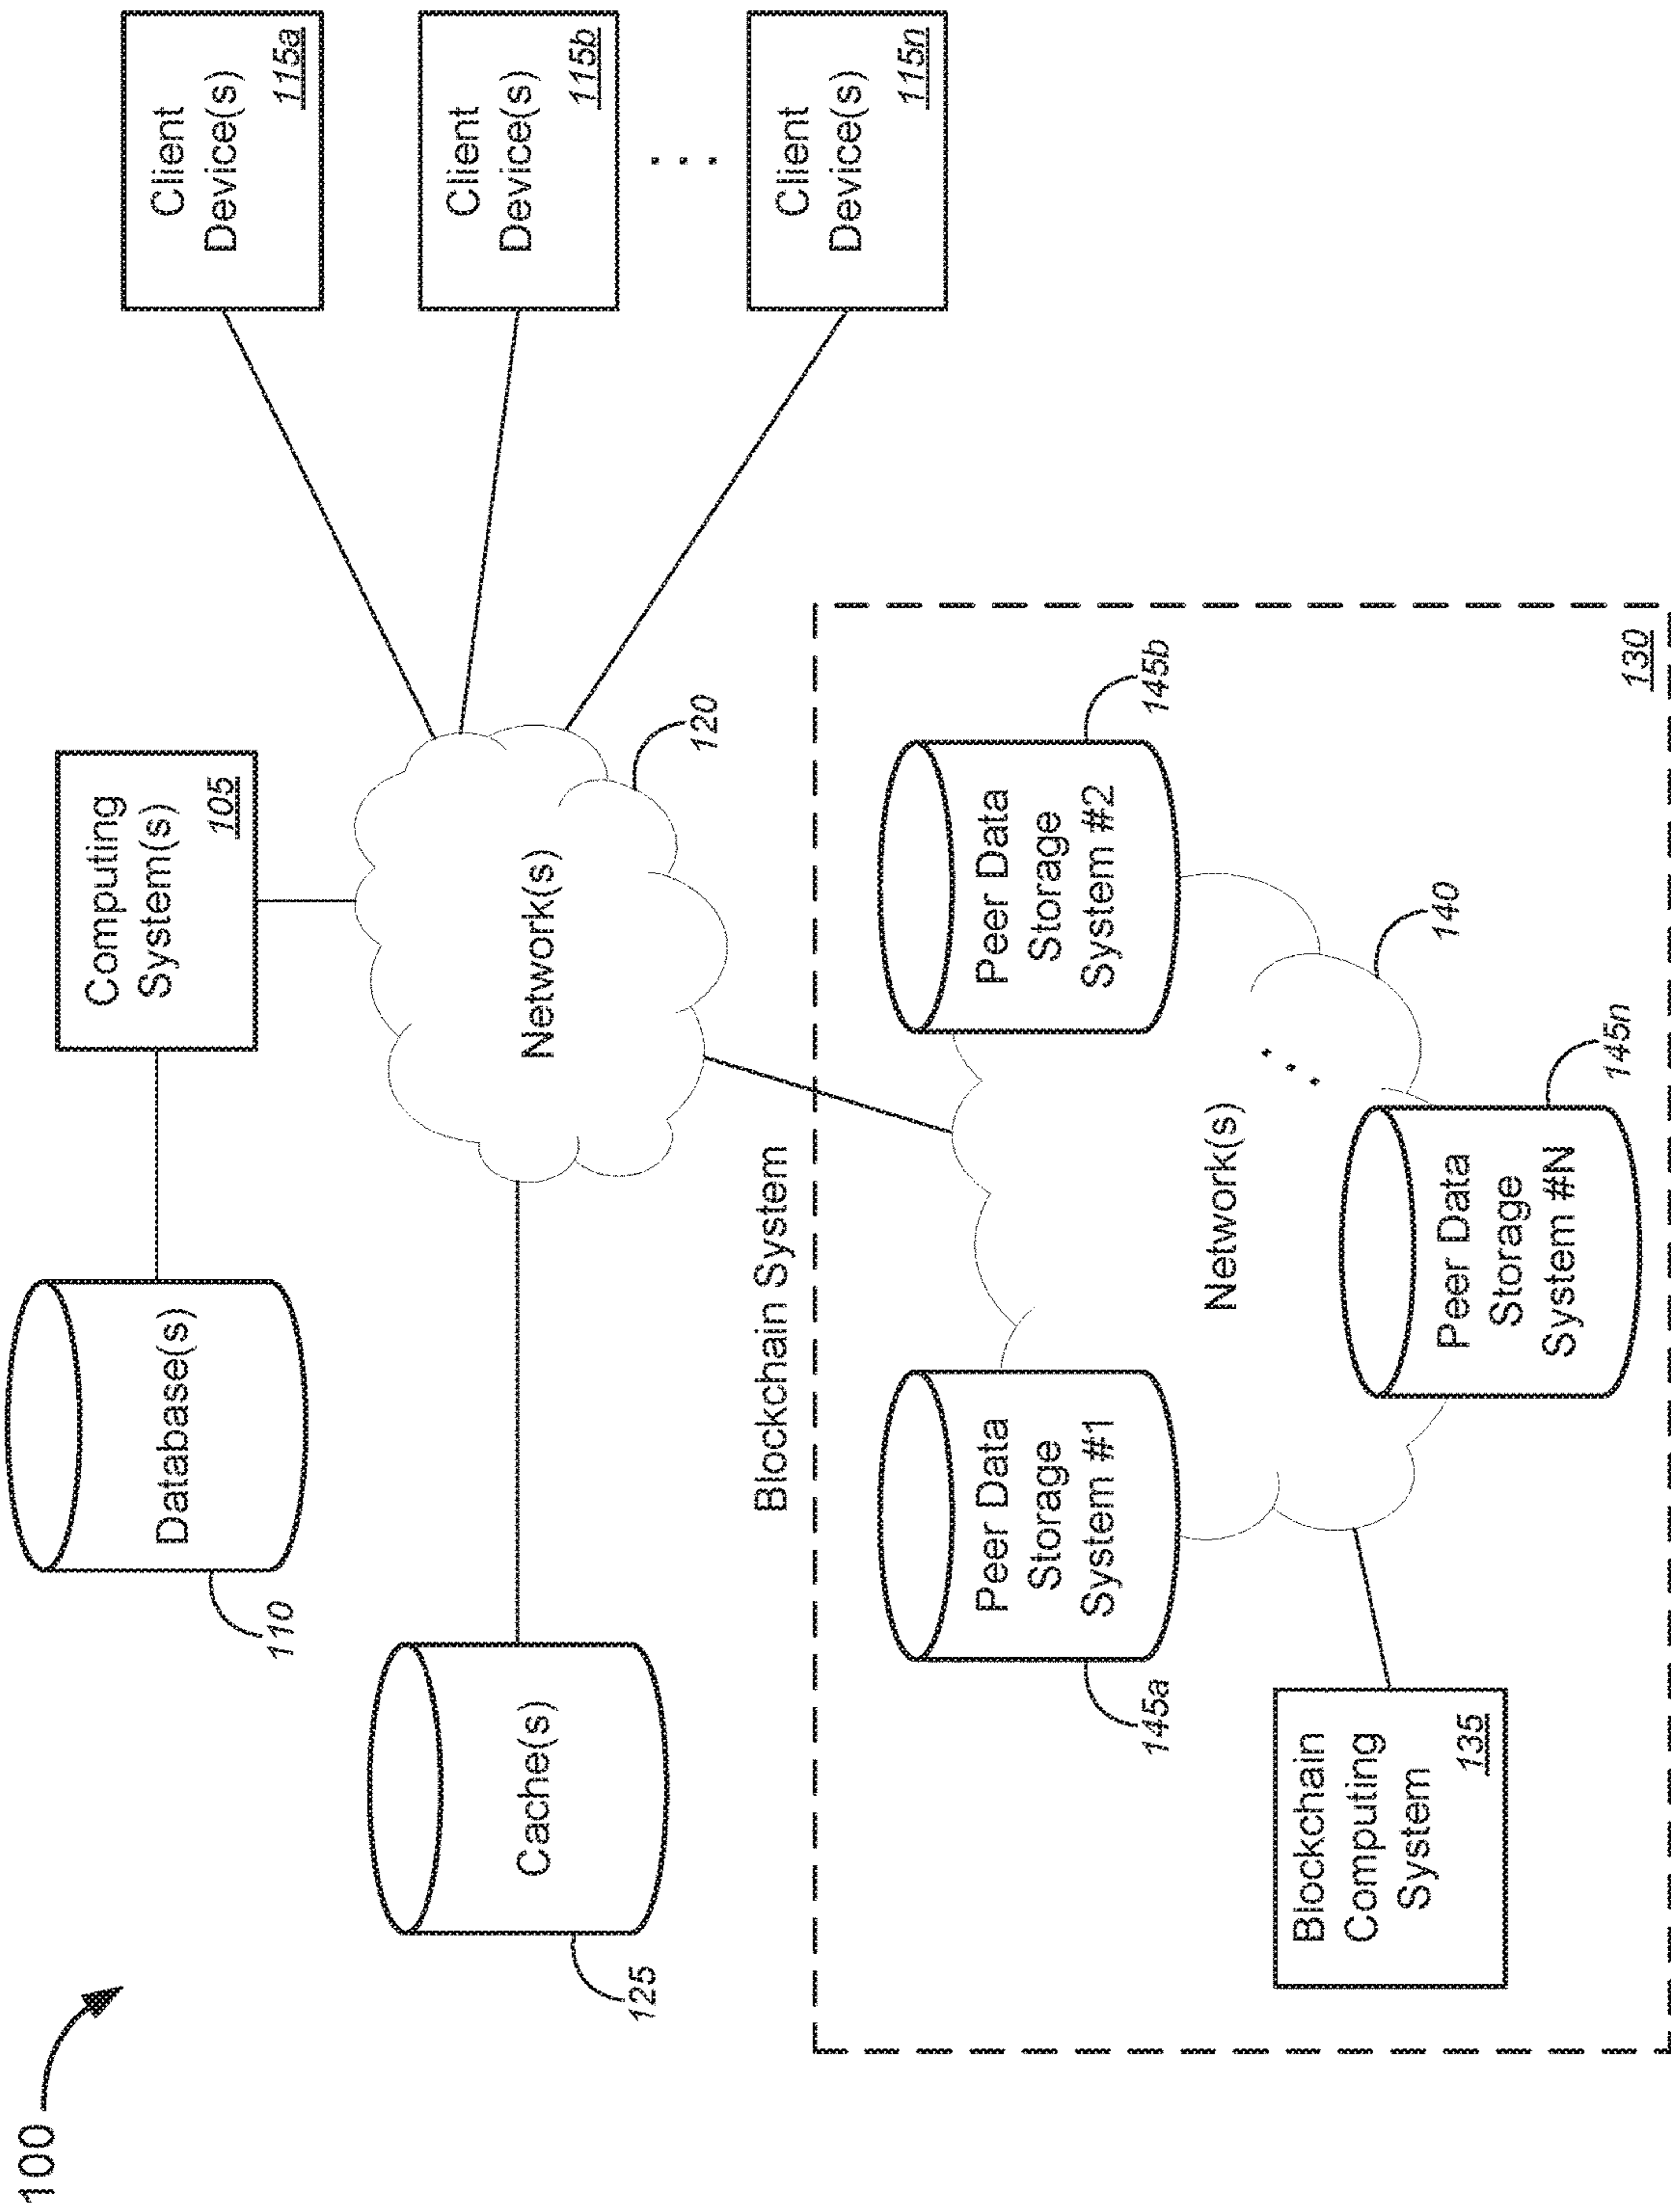 100
Database(s)
110
Computing
System(s)
105
Client
Device(s)
115a
Cache(s)
125
Network(s)
120
Client
Device(s)
115b
. . .
Client
Device(s)
115n
Blockchain System
Peer Data
Storage
System #1
145a
Peer Data
Storage
System #2
145b
Network(s)
. . .
140
Blockchain
Computing
System
135
Peer Data
Storage
System #N
145n
130